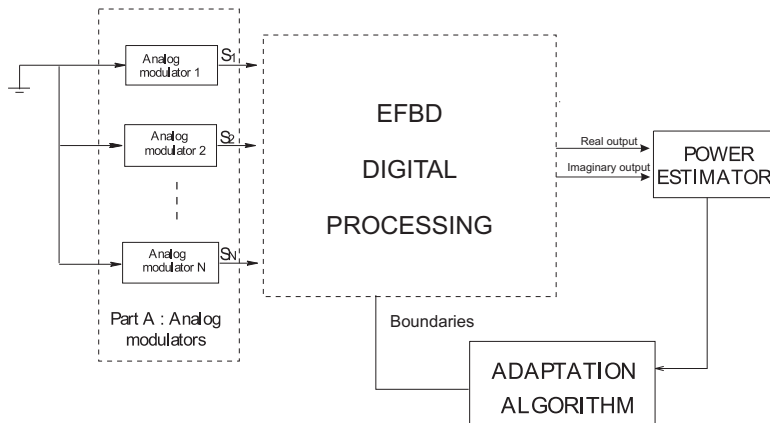 Analog
modulator 1
S1
Analog
modulator 2
S2
Analog
modulator N
SN
Part A : Analog
modulators
EFBD
DIGITAL
PROCESSING
Real output
Imaginary output
POWER
ESTIMATOR
Boundaries
ADAPTATION
ALGORITHM